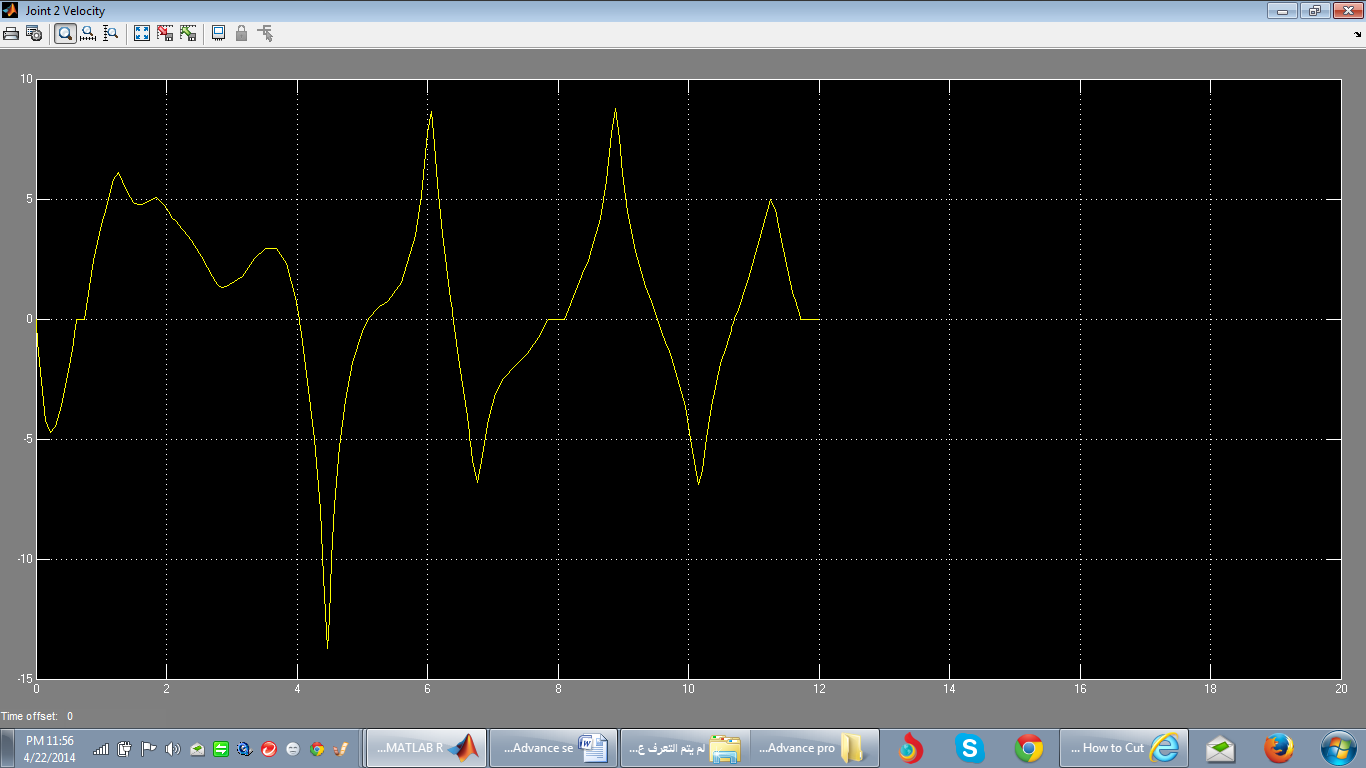 Joint 2 Velocity
10
5
0
-5
-10
-15
0 2 4 6 8 10 12 14 16 18 20
Time offset: 0
PM 11:56
4/22/2014
...MATLAB R
...Advance se
...لم يتم التعرف ع
...Advance pro
... How to Cut